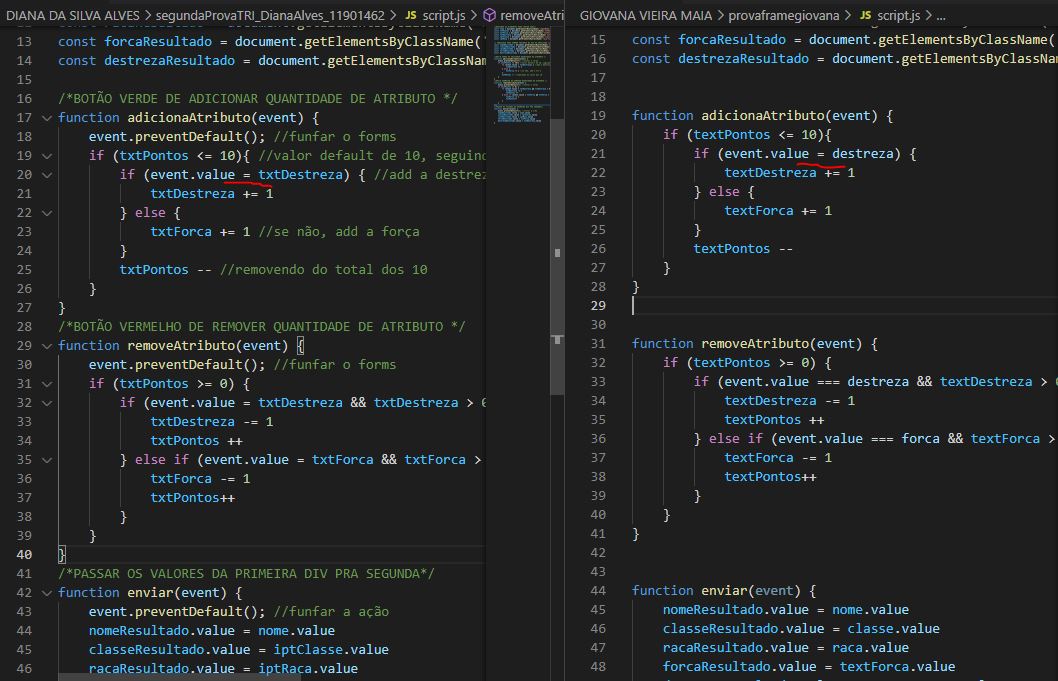 DIANA DA SILVA ALVES > segundaProvaTRI_DianaAlves_11901462 > JS script.js > removeAtri
13 const forcaResultado = document.getElementsByClassName('
14 const destrezaResultado = document.getElementsByClassNam
15
16 /*BOTÃO VERDE DE ADICIONAR QUANTIDADE DE ATRIBUTO */
17 function adicionaAtributo(event) {
18 event.preventDefault(); //funfar o forms
19 if (txtPontos <= 10){ //valor default de 10, seguind
20 if (event.value = txtDestreza) { //add a destrez
21 txtDestreza += 1
22 } else {
23 txtForca += 1 //se não, add a força
24 }
25 txtPontos -- //removendo do total dos 10
26 }
27 }
28 /*BOTÃO VERMELHO DE REMOVER QUANTIDADE DE ATRIBUTO */
29 function removeAtributo(event) {
30 event.preventDefault(); //funfar o forms
31 if (txtPontos >= 0) {
32 if (event.value = txtDestreza && txtDestreza > 0
33 txtDestreza -= 1
34 txtPontos ++
35 } else if (event.value = txtForca && txtForca >
36 txtForca -= 1
37 txtPontos++
38 }
39 }
40 }
41 /*PASSAR OS VALORES DA PRIMEIRA DIV PRA SEGUNDA*/
42 function enviar(event) {
43 event.preventDefault(); //funfar a ação
44 nomeResultado.value = nome.value
45 classeResultado.value = iptClasse.value
46 racaResultado.value = iptRaca.value
GIOVANA VIEIRA MAIA > provaframegiovana > JS script.js > ...
15 const forcaResultado = document.getElementsByClassName(
16 const destrezaResultado = document.getElementsByClassNa
17
18
19 function adicionaAtributo(event) {
20 if (textPontos <= 10){
21 if (event.value = destreza) {
22 textDestreza += 1
23 } else {
24 textForca += 1
25 }
26 textPontos --
27 }
28 }
29
30
31 function removeAtributo(event) {
32 if (textPontos >= 0) {
33 if (event.value === destreza && textDestreza > 0
34 textDestreza -= 1
35 textPontos ++
36 } else if (event.value === forca && textForca >
37 textForca -= 1
38 textPontos++
39 }
40 }
41 }
42
43
44 function enviar(event) {
45 nomeResultado.value = nome.value
46 classeResultado.value = classe.value
47 racaResultado.value = raca.value
48 forcaResultado.value = textForca.value